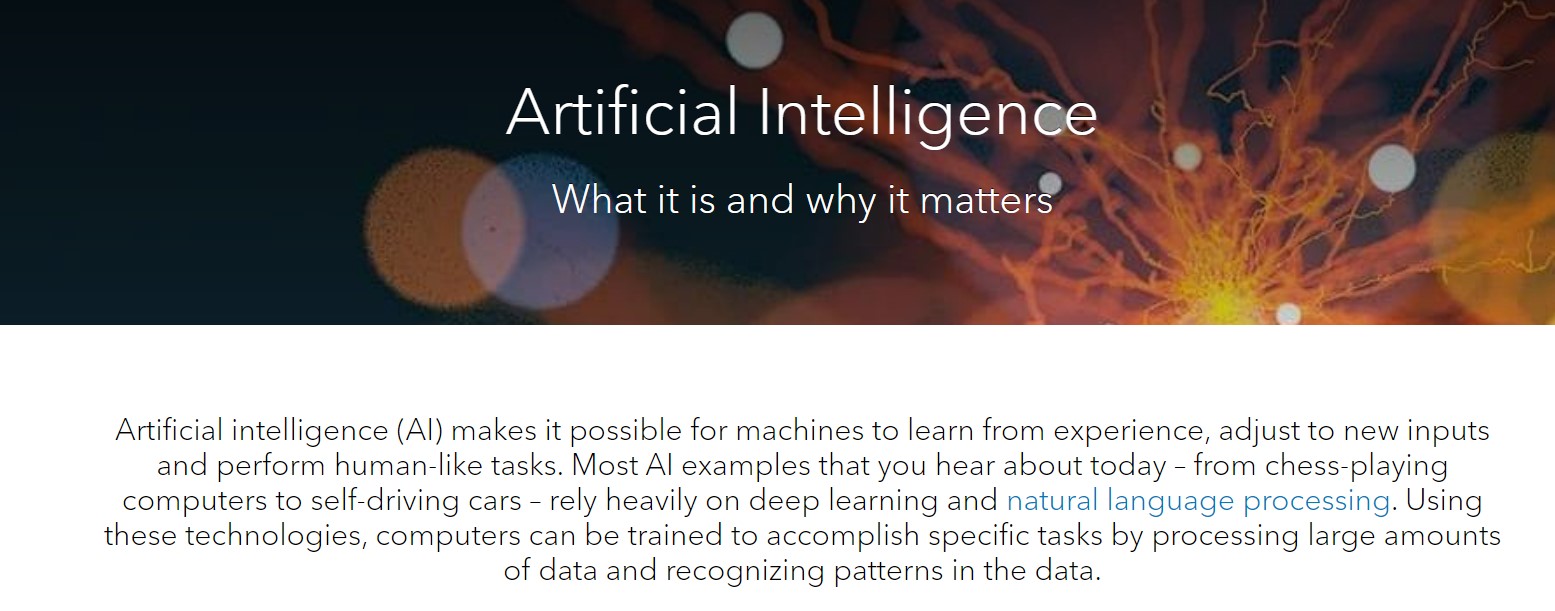 Artificial Intelligence
What it is and why it matters
Artificial intelligence (AI) makes it possible for machines to learn from experience, adjust to new inputs
and perform human-like tasks. Most AI examples that you hear about today – from chess-playing
computers to self-driving cars – rely heavily on deep learning and natural language processing. Using
these technologies, computers can be trained to accomplish specific tasks by processing large amounts
of data and recognizing patterns in the data.